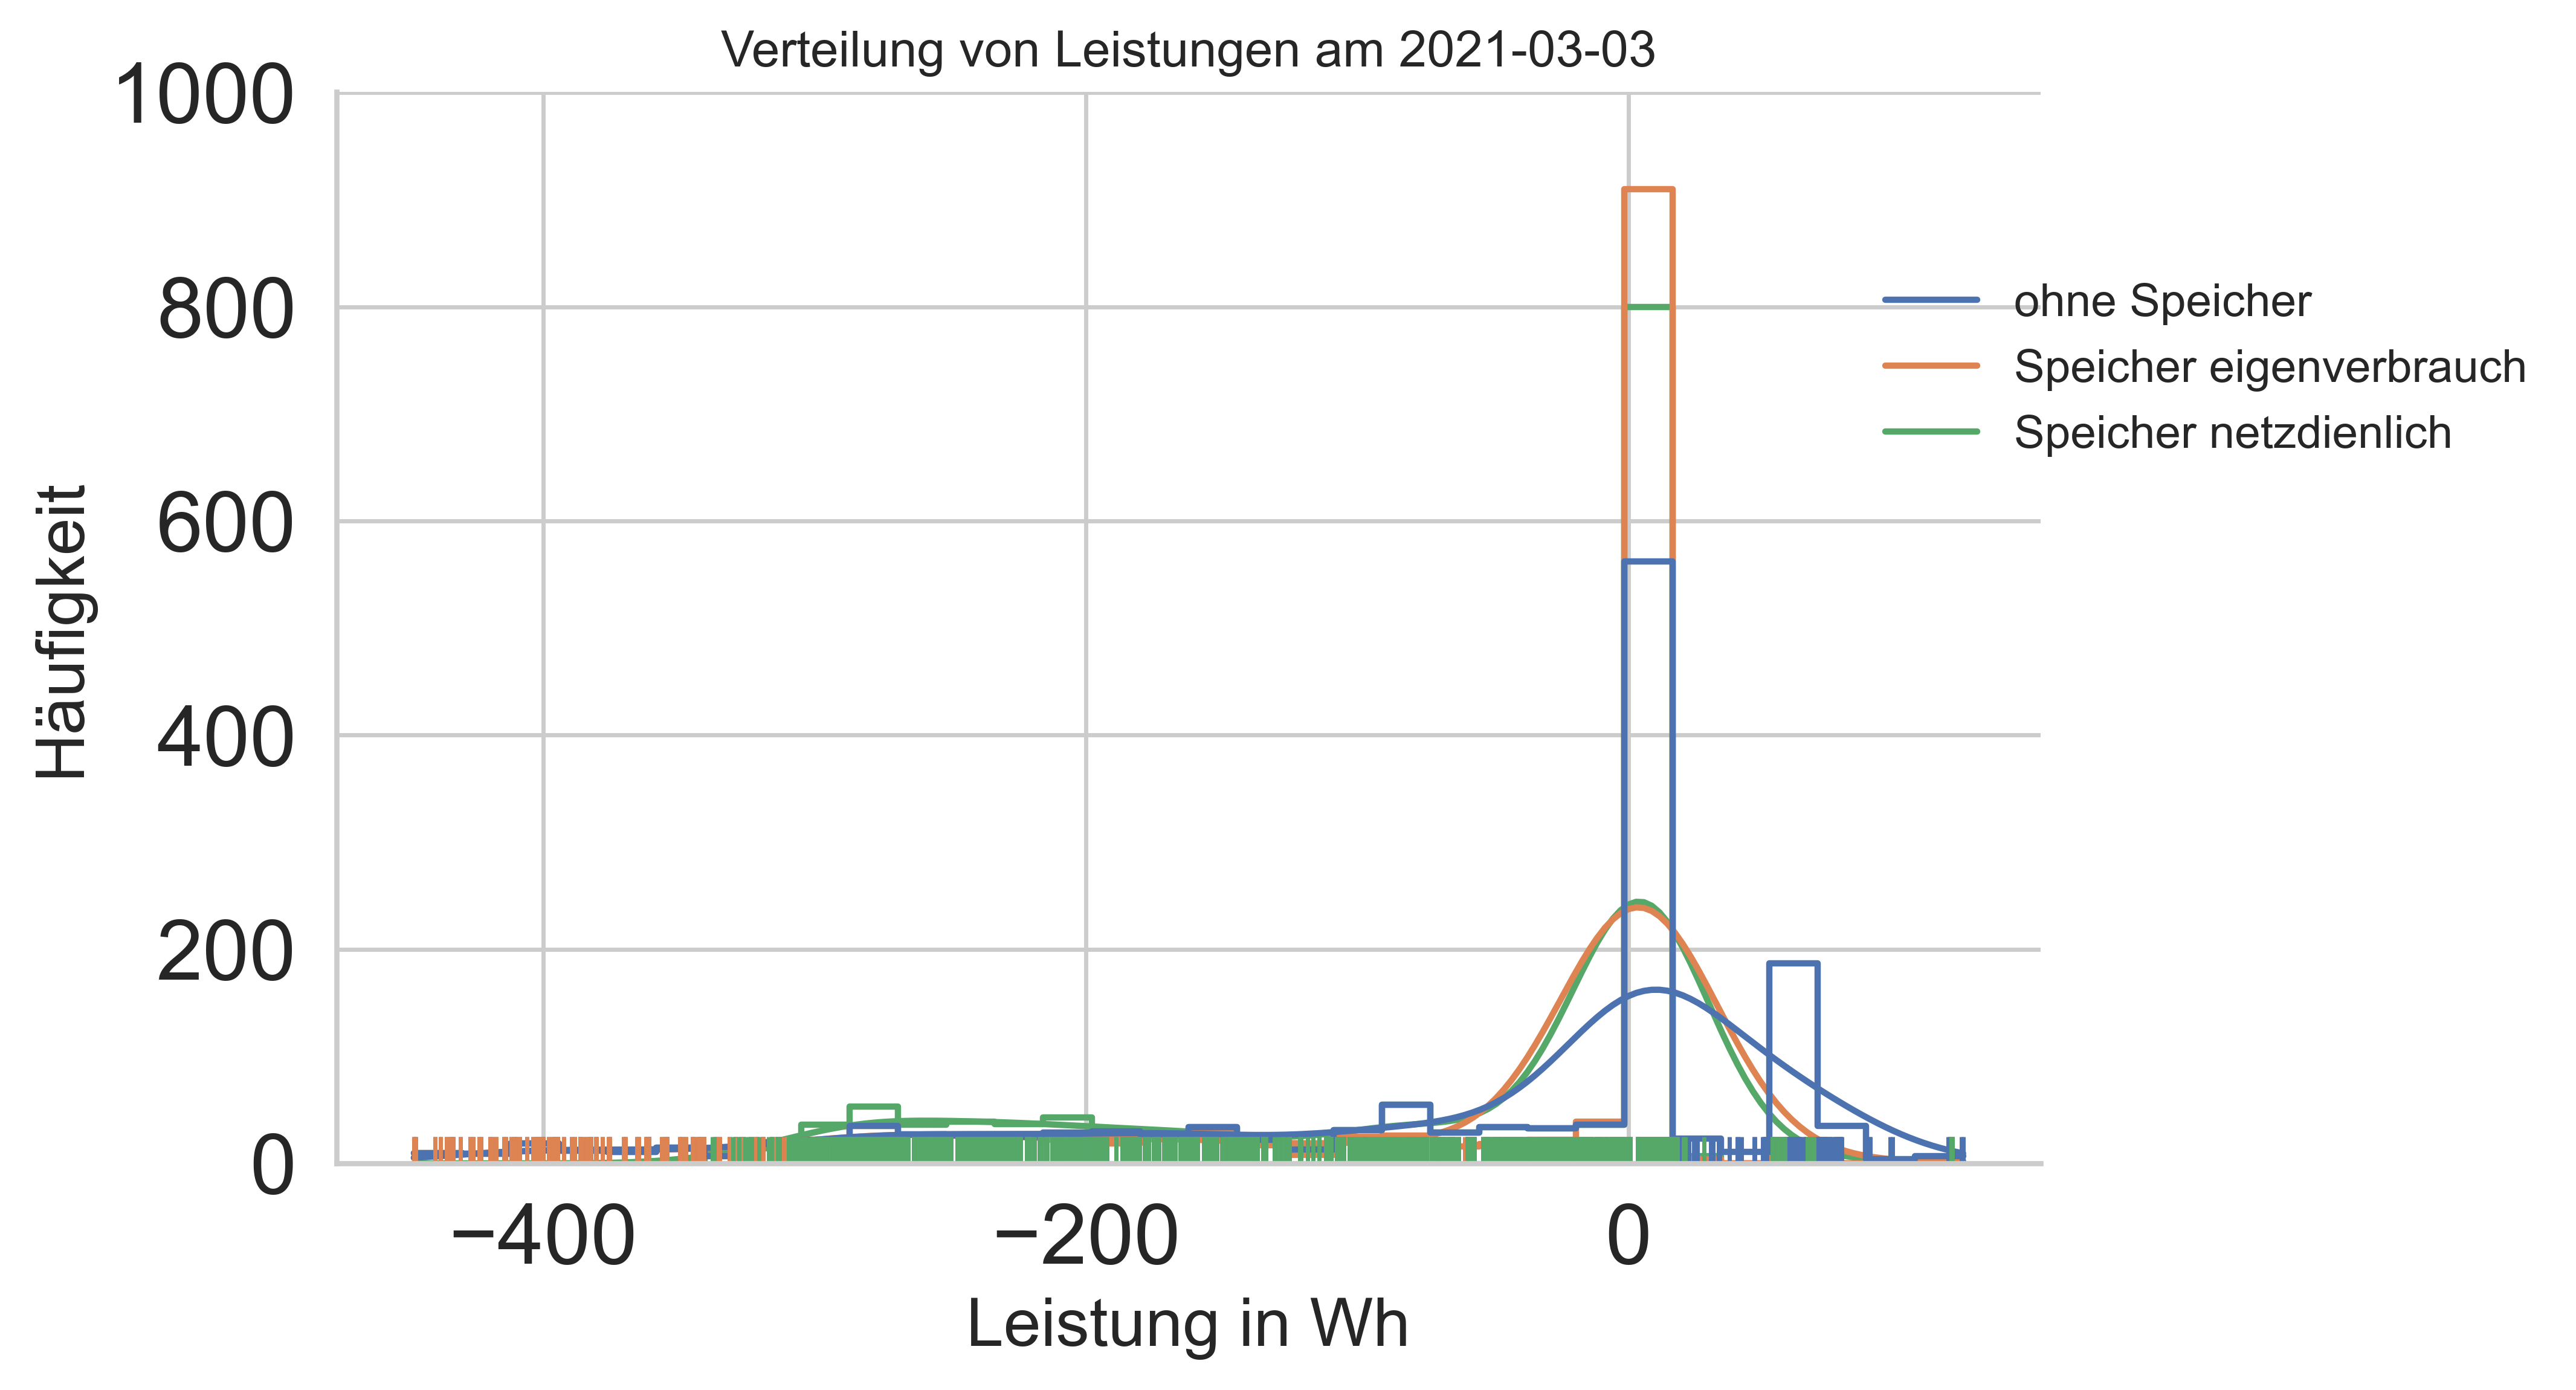 Verteilung von Leistungen am 2021-03-03
1000
800
600
400
200
0
Häufigkeit
−400
−200
0
Leistung in Wh
ohne Speicher
Speicher eigenverbrauch
Speicher netzdienlich